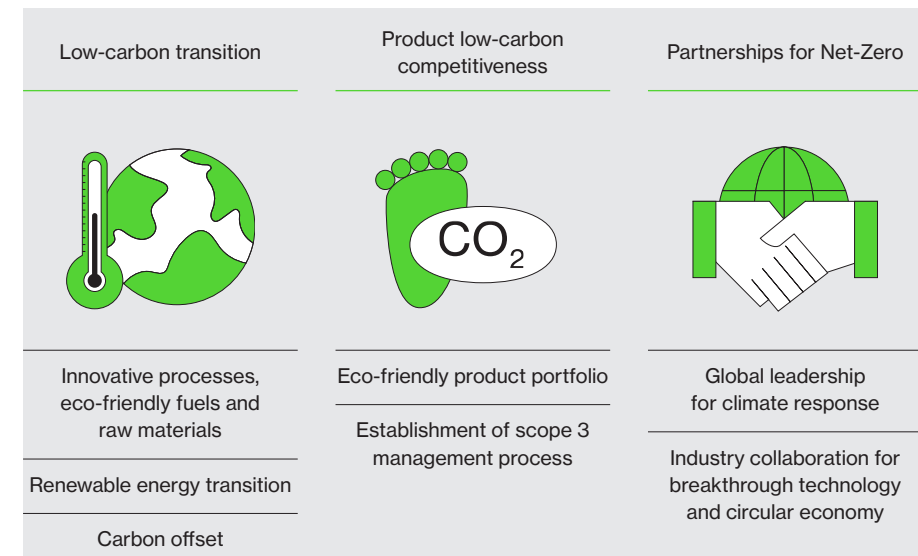 Low-carbon transition
Product low-carbon
competitiveness
Partnerships for Net-Zero
CO₂
Innovative processes,
eco-friendly fuels and
raw materials
Renewable energy transition
Carbon offset
Eco-friendly product portfolio
Establishment of scope 3
management process
Global leadership
for climate response
Industry collaboration for
breakthrough technology
and circular economy